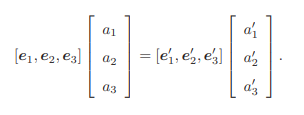 [e₁, e₂, e₃] [ a₁ a₂ a₃ ] = [e′₁, e′₂, e′₃] [ a′₁ a′₂ a′₃ ] .